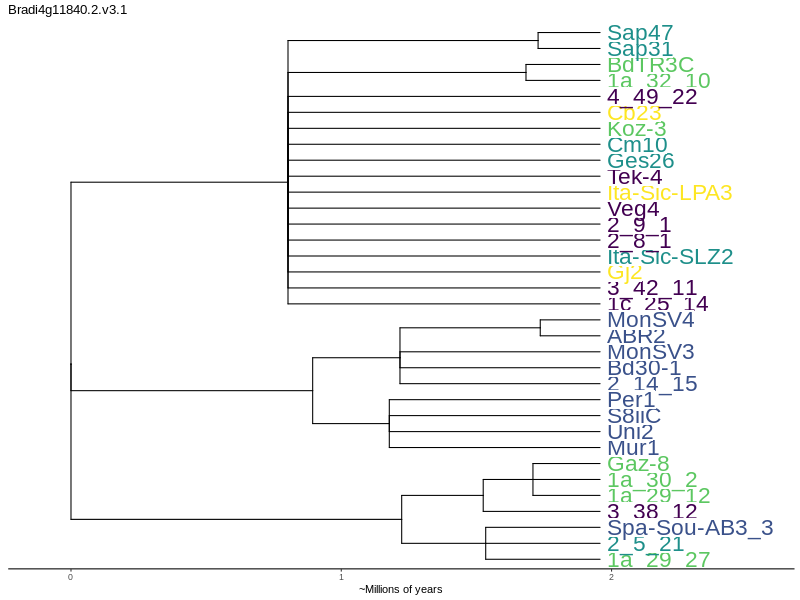 Bradi4g11840.2.v3.1
Sap47
Sap31
BdTR3C
1a_32_10
4_49_22
Cb23
Koz-3
Cm10
Ges26
Tek-4
Ita-Sic-LPA3
Veg4
2_9_1
2_8_1
Ita-Sic-SLZ2
Gj2
3_42_11
1c_25_14
MonSV4
ABR2
MonSV3
Bd30-1
2_14_15
Per1
S8iiC
Uni2
Mur1
Gaz-8
1a_30_2
1a_29_12
3_38_12
Spa-Sou-AB3_3
2_5_21
1a_29_27
0 1 2
~Millions of years